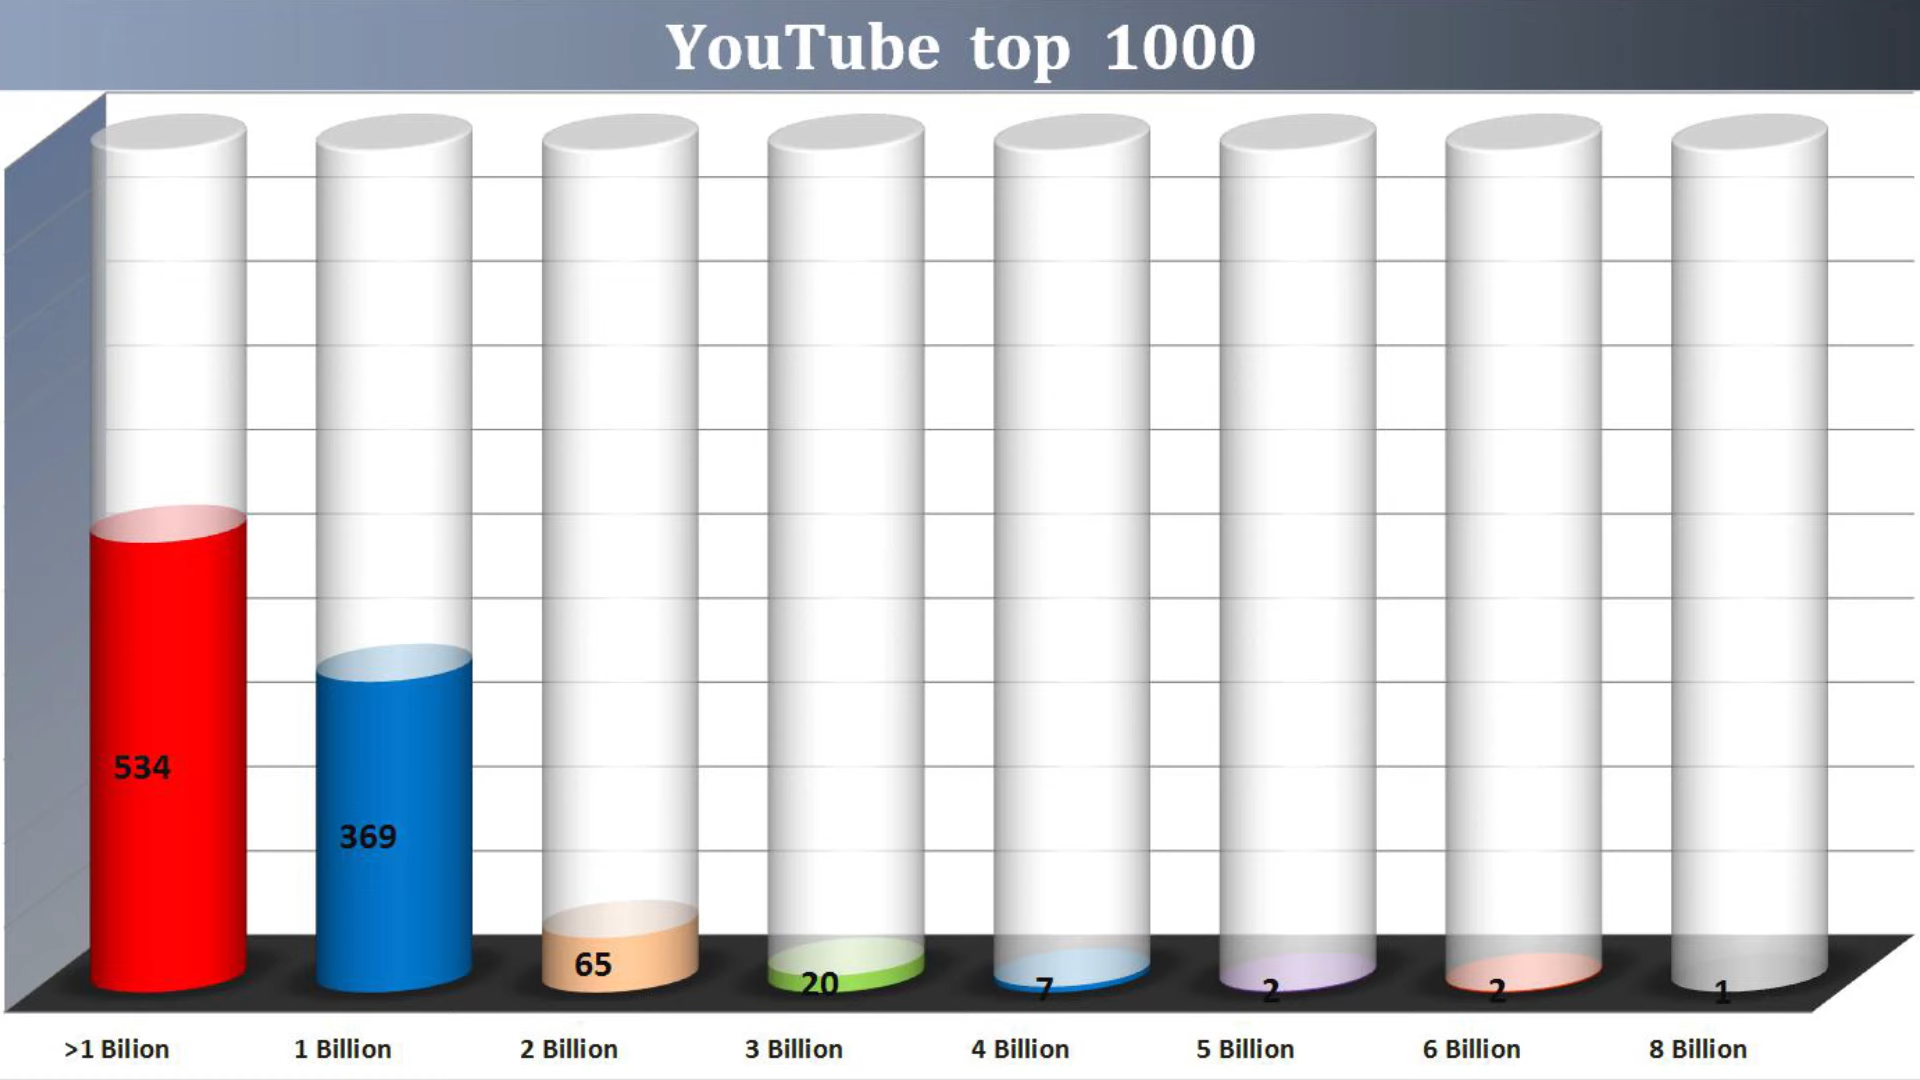 YouTube top 1000
534
369
65
20
7
2
2
1
>1 Bilion
1 Billion
2 Billion
3 Billion
4 Billion
5 Billion
6 Billion
8 Billion